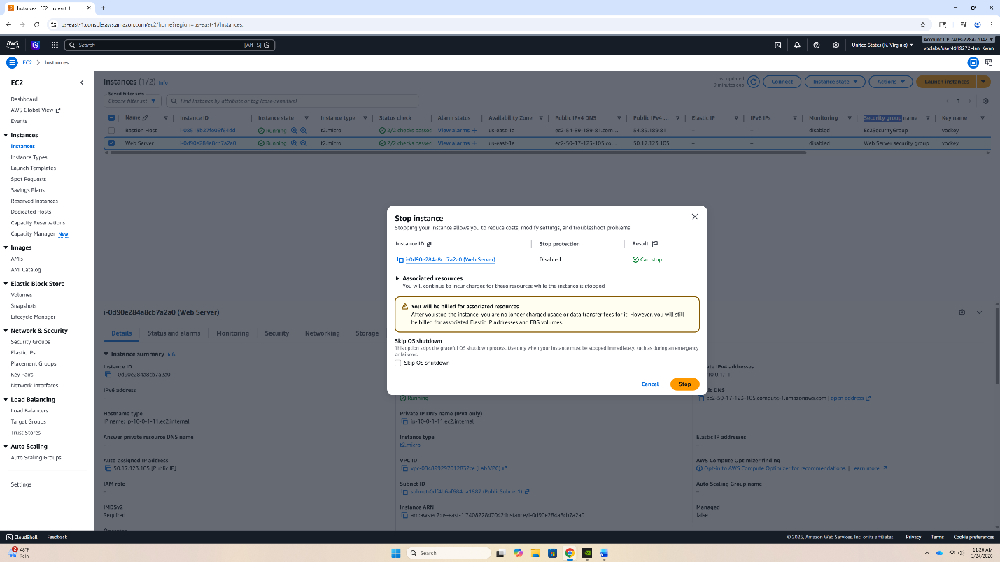 Instances | EC2 | us-east-1
us-east-1.console.aws.amazon.com/ec2/home?region=us-east-1#Instances:
aws
Search
[Alt+S]
United States (N. Virginia)
Account ID: 7408-2284-7042
voclabs/user4919272=Ian_Kwan
EC2
Instances
EC2
Dashboard
AWS Global View
Events
Instances
Instances
Instance Types
Launch Templates
Spot Requests
Savings Plans
Reserved Instances
Dedicated Hosts
Capacity Reservations
Capacity Manager New
Images
AMIs
AMI Catalog
Elastic Block Store
Volumes
Snapshots
Lifecycle Manager
Network & Security
Security Groups
Elastic IPs
Placement Groups
Key Pairs
Network Interfaces
Load Balancing
Load Balancers
Target Groups
Trust Stores
Auto Scaling
Auto Scaling Groups
Settings
Instances (1/2) Info
Last updated
9 minutes ago
Connect
Instance state
Actions
Launch instances
Saved filter sets
Choose filter set
Find Instance by attribute or tag (case-sensitive)
1
Name Instance ID Instance state Instance type Status check Alarm status Availability Zone Public IPv4 DNS Public IPv4 ... Elastic IP IPv6 IPs Monitoring Security group name Key name
Bastion Host i-08513b27fe06f64dd Running t2.micro 2/2 checks passec View alarms + us-east-1a ec2-54-89-189-81.com... 54.89.189.81 – – disabled Ec2SecurityGroup vockey
Web Server i-0d90e284a8cb7a2a0 Running t2.micro 2/2 checks passec View alarms + us-east-1a ec2-50-17-123-105.co... 50.17.123.105 – – disabled Web Server security group vockey
Stop instance
Stopping your instance allows you to reduce costs, modify settings, and troubleshoot problems.
Instance ID Stop protection Result
i-0d90e284a8cb7a2a0 (Web Server) Disabled Can stop
Associated resources
You will continue to incur charges for these resources while the instance is stopped
You will be billed for associated resources
After you stop the instance, you are no longer charged usage or data transfer fees for it. However, you will still
be billed for associated Elastic IP addresses and EBS volumes.
Skip OS shutdown
This option skips the graceful OS shutdown process. Use only when your instance must be stopped immediately, such as during an emergency
or failover.
Skip OS shutdown
Cancel
Stop
i-0d90e284a8cb7a2a0 (Web Server)
Details Status and alarms Monitoring Security Networking Storage
Instance summary Info
Instance ID
i-0d90e284a8cb7a2a0
IPv6 address
–
Hostname type
IP name: ip-10-0-1-11.ec2.internal
Answer private resource DNS name
–
Auto-assigned IP address
50.17.123.105 [Public IP]
IAM role
–
IMDSv2
Required
Running
Private IP DNS name (IPv4 only)
ip-10-0-1-11.ec2.internal
Instance type
t2.micro
VPC ID
vpc-084899297012832ce (Lab VPC)
Subnet ID
subnet-0df4b6af684da1887 (PublicSubnet1)
Instance ARN
arn:aws:ec2:us-east-1:740822847042:instance/i-0d90e284a8cb7a2a0
IPv4 addresses
10.0.1.11
DNS
ec2-50-17-123-105.compute-1.amazonaws.com | open address
Elastic IP addresses
–
AWS Compute Optimizer finding
Opt-in to AWS Compute Optimizer for recommendations. | Learn more
Auto Scaling Group name
–
Managed
false
CloudShell
Feedback
© 2026, Amazon Web Services, Inc. or its affiliates.
Privacy
Terms
Cookie preferences
2
48°F
Rain
Search
11:26 AM
3/24/2026